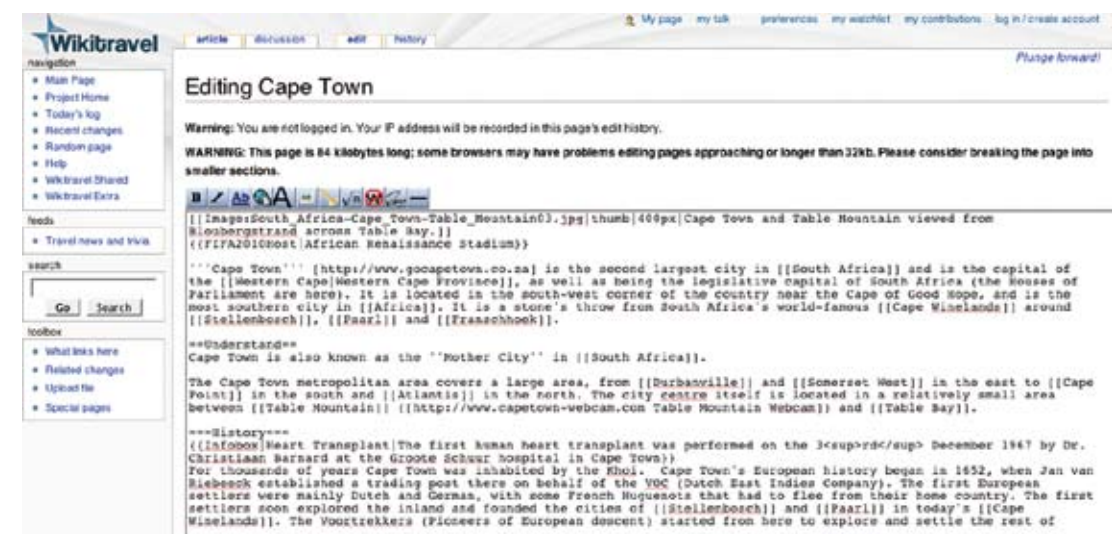 My page my talk preferences my watchlist my contributions log in / create account
Wikitravel
article discussion edit history
navigation
Main Page
Project Home
Today's log
Recent changes
Random page
Help
Wikitravel Shared
Wikitravel Extra
feeds
Travel news and trivia
search
Go Search
toolbox
What links here
Related changes
Upload file
Special pages
Plunge forward!
Editing Cape Town
Warning: You are not logged in. Your IP address will be recorded in this page's edit history.
WARNING: This page is 84 kilobytes long; some browsers may have problems editing pages approaching or longer than 32kb. Please consider breaking the page into
smaller sections.
[[Image:South_Africa-Cape_Town-Table_Mountain03.jpg|thumb|400px|Cape Town and Table Mountain viewed from
Bloubergstrand across Table Bay.]]
{{FIFA2010Host|African Renaissance Stadium}}
'''Cape Town''' [http://www.gocapetown.co.za] is the second largest city in [[South Africa]] and is the capital of
the [[Western Cape|Western Cape Province]], as well as being the legislative capital of South Africa (the Houses of
Parliament are here). It is located in the south-west corner of the country near the Cape of Good Hope, and is the
most southern city in [[Africa]]. It is a stone's throw from South Africa's world-famous [[Cape Winelands]] around
[[Stellenbosch]], [[Paarl]] and [[Franschhoek]].
==Understand==
Cape Town is also known as the ''Mother City'' in [[South Africa]].
The Cape Town metropolitan area covers a large area, from [[Durbanville]] and [[Somerset West]] in the east to [[Cape
Point]] in the south and [[Atlantis]] in the north. The city centre itself is located in a relatively small area
between [[Table Mountain]] ([http://www.capetown-webcam.com Table Mountain Webcam]) and [[Table Bay]].
===History===
{{Infobox|Heart Transplant|The first human heart transplant was performed on the 3<sup>rd</sup> December 1967 by Dr.
Christiaan Barnard at the Groote Schuur hospital in Cape Town}}
For thousands of years Cape Town was inhabited by the Khoi. Cape Town's European history began in 1652, when Jan van
Riebeeck established a trading post there on behalf of the VOC (Dutch East Indies Company). The first European
settlers were mainly Dutch and German, with some French Huguenots that had to flee from their home country. The first
settlers soon explored the inland and founded the cities of [[Stellenbosch]] and [[Paarl]] in today's [[Cape
Winelands]]. The Voortrekkers (Pioneers of European descent) started from here to explore and settle the rest of